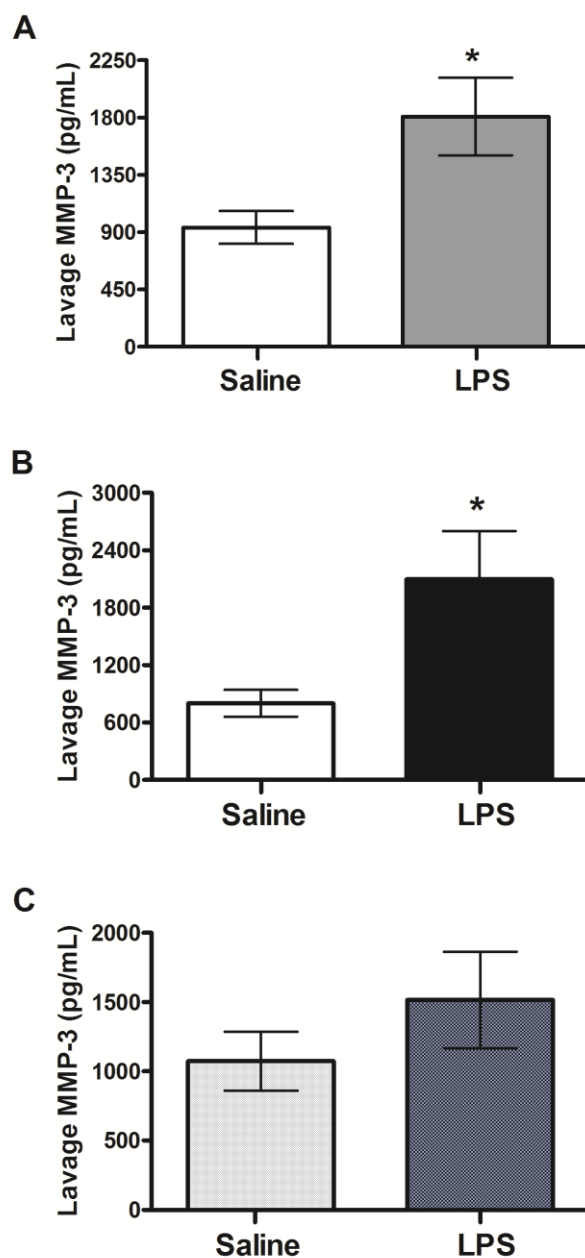 A
Lavage MMP-3 (pg/mL)
2250
1800
1350
900
450
0
*
Saline LPS
B
Lavage MMP-3 (pg/mL)
3000
2400
1800
1200
600
0
*
Saline LPS
C
Lavage MMP-3 (pg/mL)
2000
1500
1000
500
0
Saline LPS